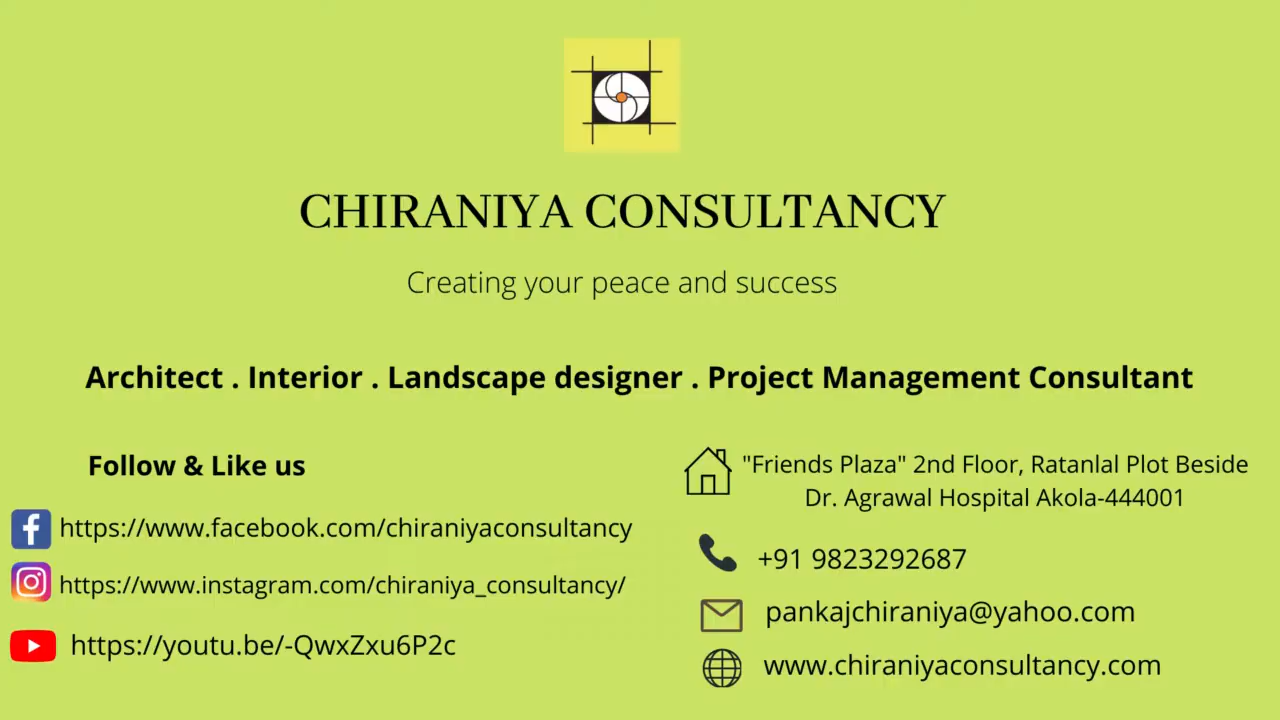 CHIRANIYA CONSULTANCY
Creating your peace and success
Architect . Interior . Landscape designer . Project Management Consultant
Follow & Like us
https://www.facebook.com/chiraniyaconsultancy
https://www.instagram.com/chiraniya_consultancy/
https://youtu.be/-QwxZxu6P2c
"Friends Plaza" 2nd Floor, Ratanlal Plot Beside
Dr. Agrawal Hospital Akola-444001
+91 9823292687
pankajchiraniya@yahoo.com
www.chiraniyaconsultancy.com